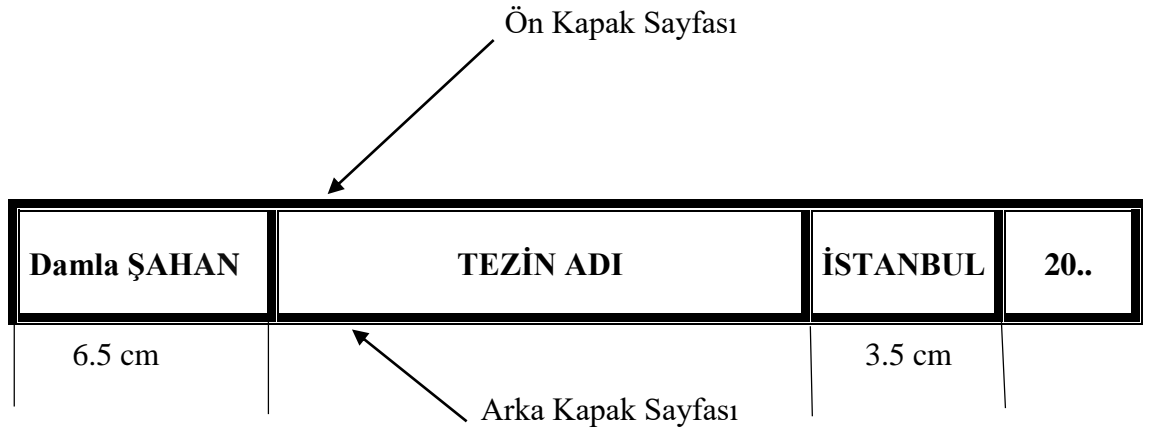 Ön Kapak Sayfası
Damla ŞAHAN TEZİN ADI İSTANBUL 20..
6.5 cm 3.5 cm
Arka Kapak Sayfası